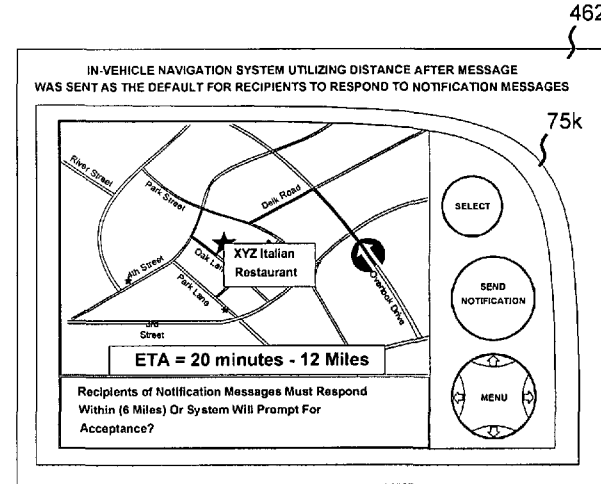 462
IN-VEHICLE NAVIGATION SYSTEM UTILIZING DISTANCE AFTER MESSAGE
WAS SENT AS THE DEFAULT FOR RECIPIENTS TO RESPOND TO NOTIFICATION MESSAGES
75k
River Street
Park Street
Delk Road
SELECT
4th Street
Oak Lane
XYZ Italian
Restaurant
Park Lane
Overlook Drive
SEND
NOTIFICATION
3rd
Street
ETA = 20 minutes - 12 Miles
Recipients of Notification Messages Must Respond
Within (6 Miles) Or System Will Prompt For
Acceptance?
MENU